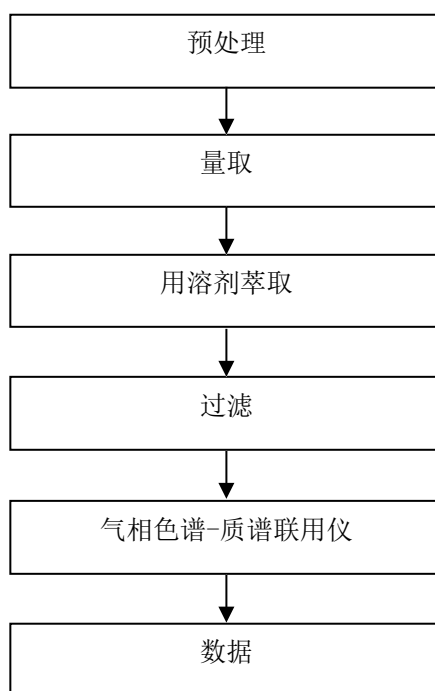 预处理
量取
用溶剂萃取
过滤
气相色谱-质谱联用仪
数据